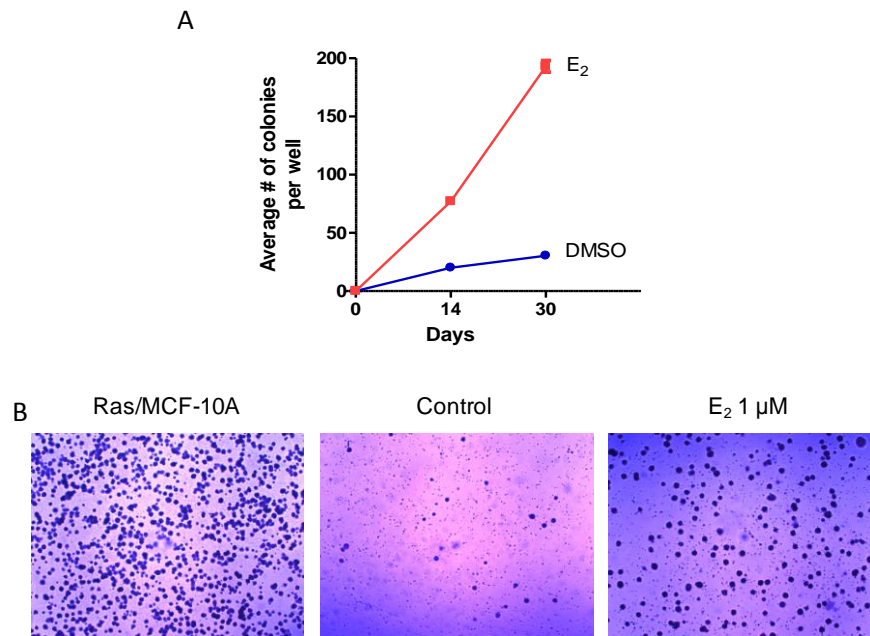 A
Average # of colonies
per well
200
150
100
50
0
0 14 30
Days
E₂
DMSO
B
Ras/MCF-10A
Control
E₂ 1 µM